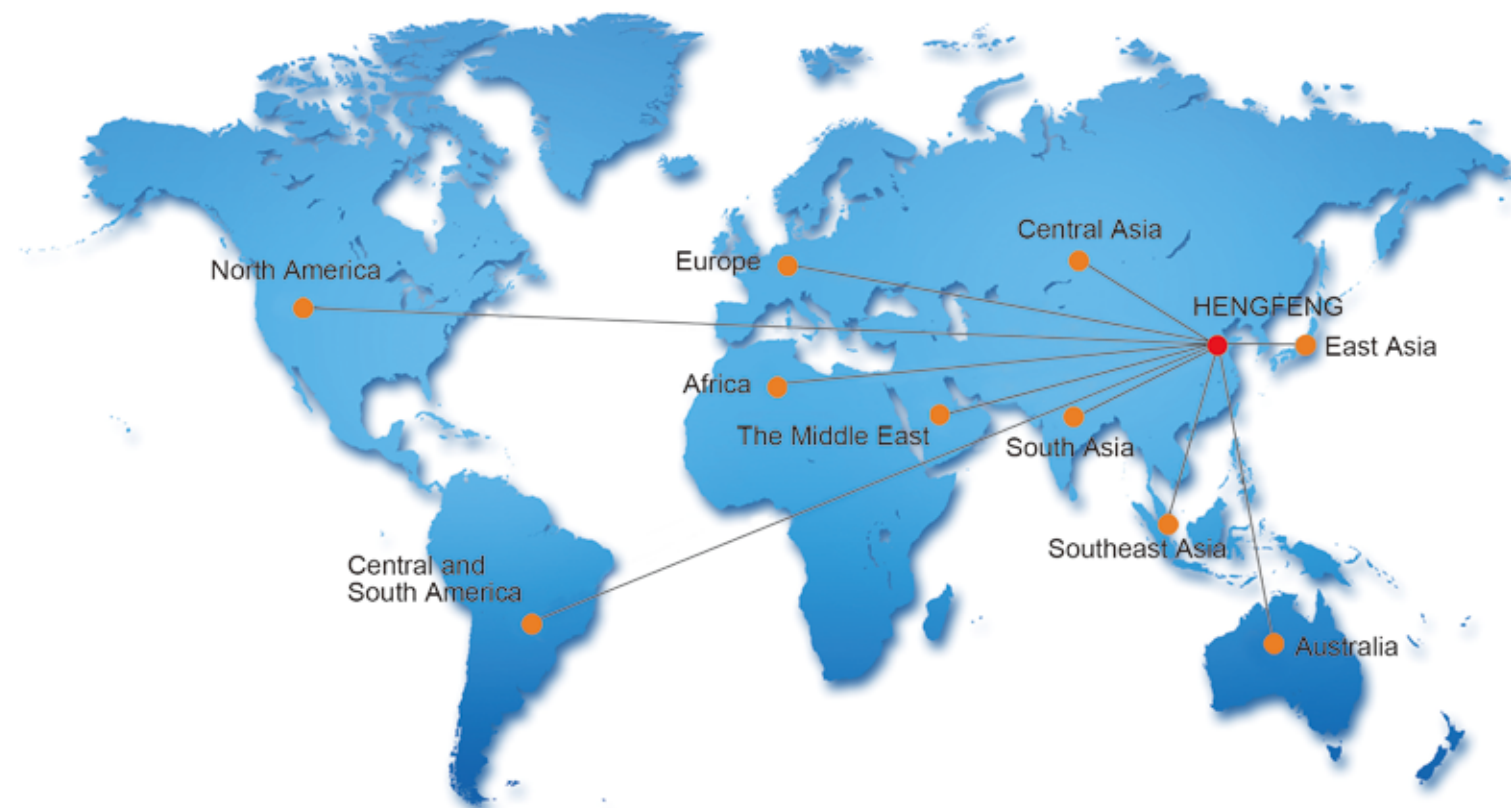 Central Asia
Europe
North America
HENGFENG
East Asia
Africa
The Middle East
South Asia
Southeast Asia
Central and
South America
Australia